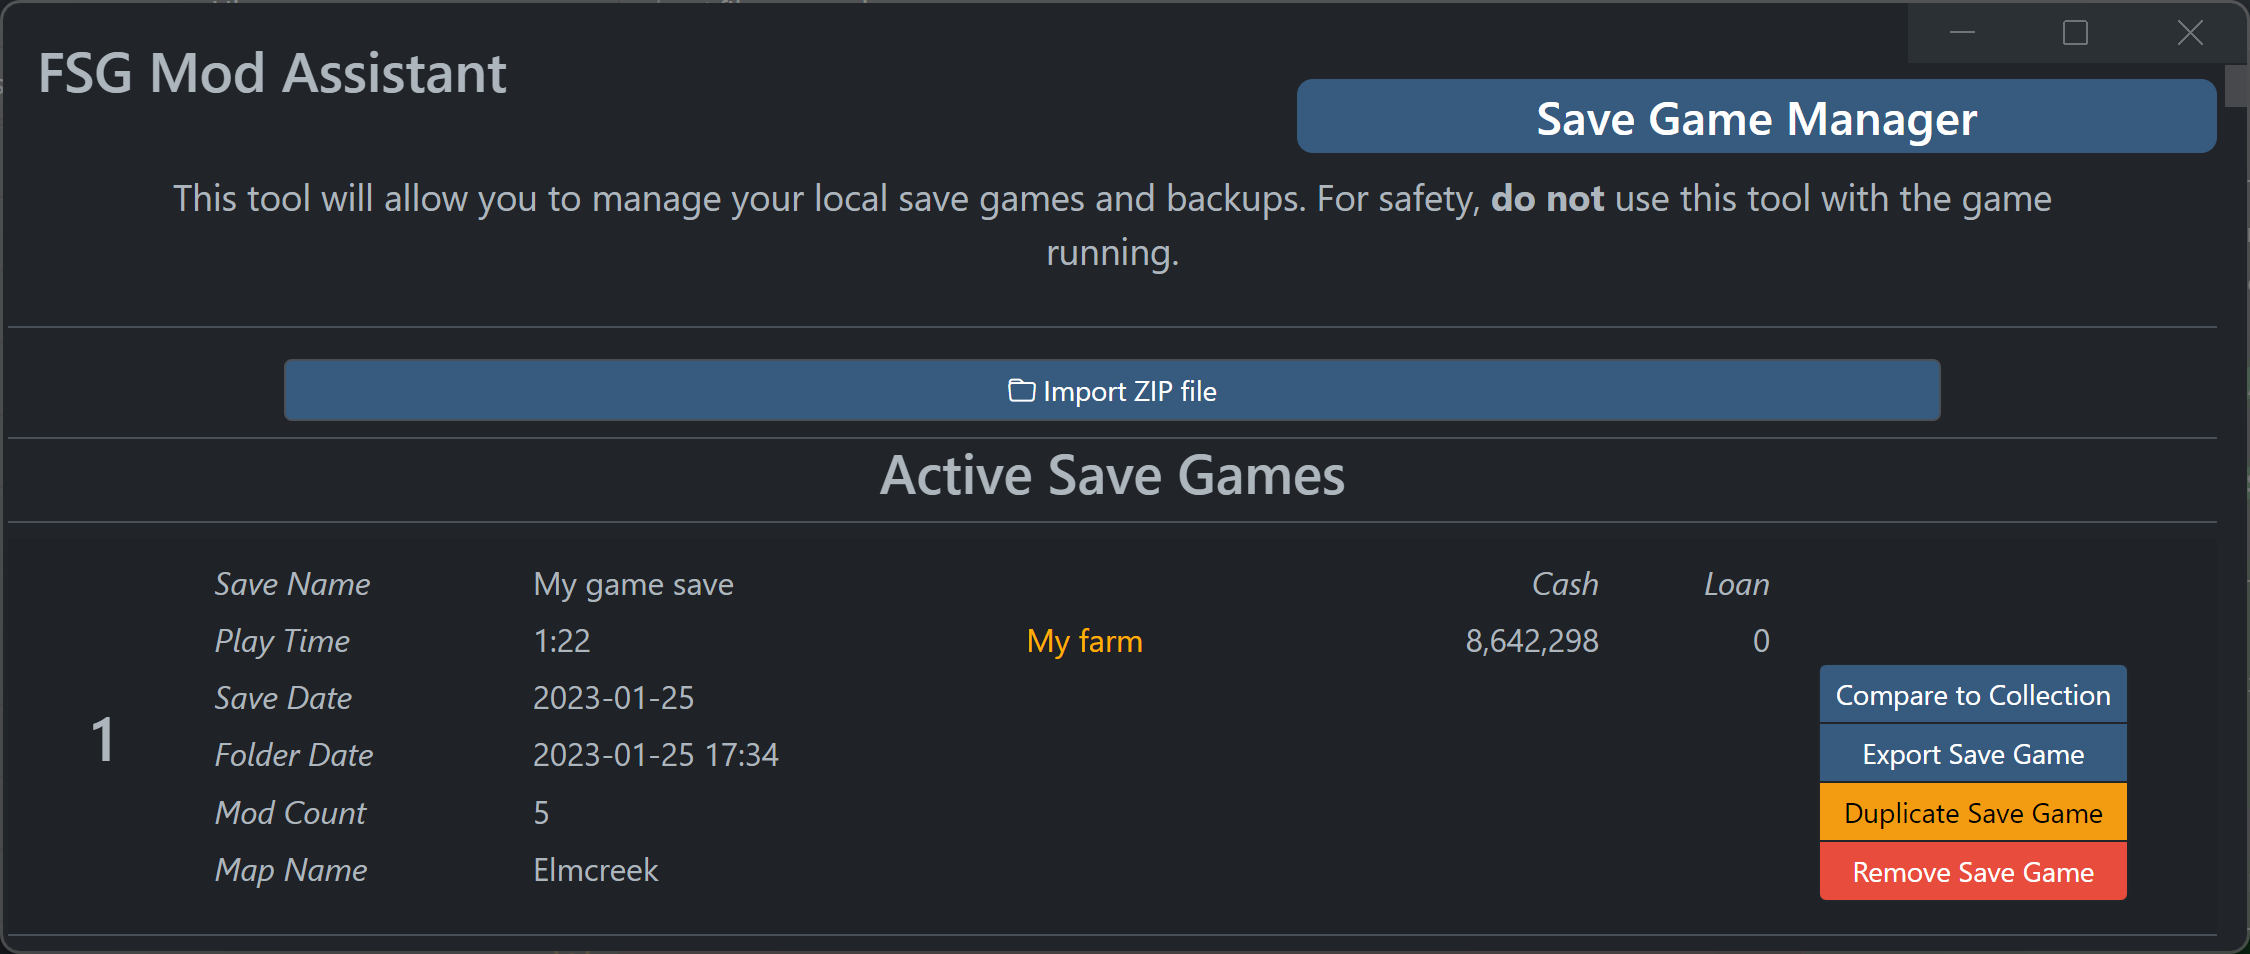 FSG Mod Assistant
Save Game Manager
This tool will allow you to manage your local save games and backups. For safety, do not use this tool with the game
running.
Import ZIP file
Active Save Games
1
Save Name My game save
Play Time 1:22
Save Date 2023-01-25
Folder Date 2023-01-25 17:34
Mod Count 5
Map Name Elmcreek
Cash Loan
My farm 8,642,298 0
Compare to Collection
Export Save Game
Duplicate Save Game
Remove Save Game